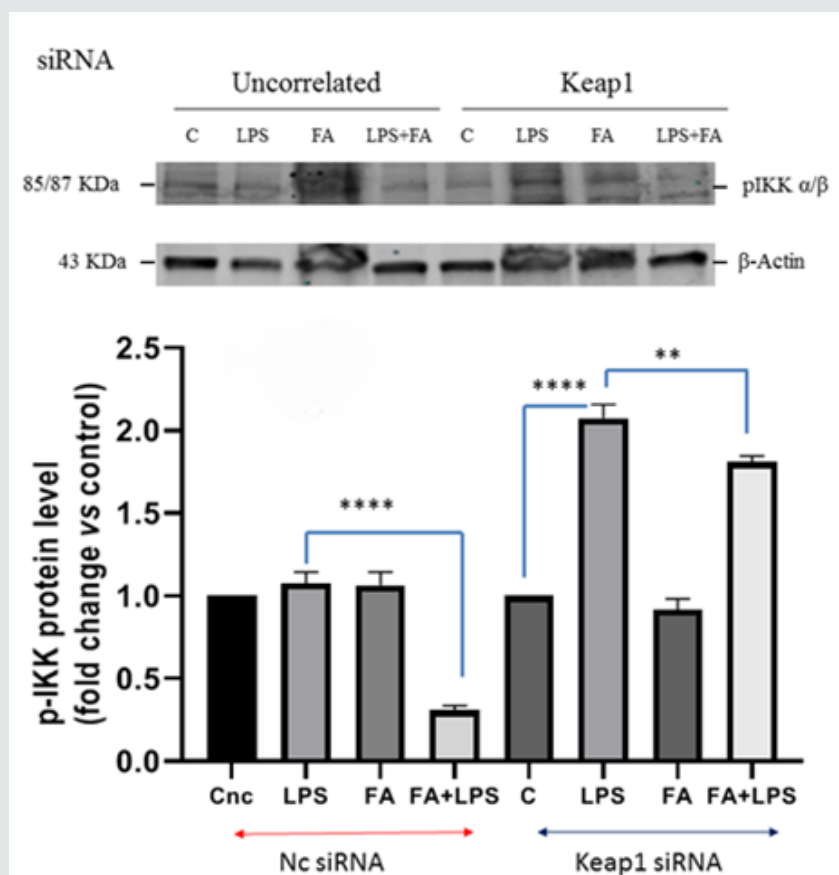 siRNA
Uncorrelated Keap1
C LPS FA LPS+FA C LPS FA LPS+FA
85/87 KDa pIKK α/β
43 KDa β-Actin
p-IKK protein level
(fold change vs control)
2.5
2.0
1.5
1.0
0.5
0.0
**** **** **
Cnc LPS FA FA+LPS C LPS FA FA+LPS
Nc siRNA Keap1 siRNA